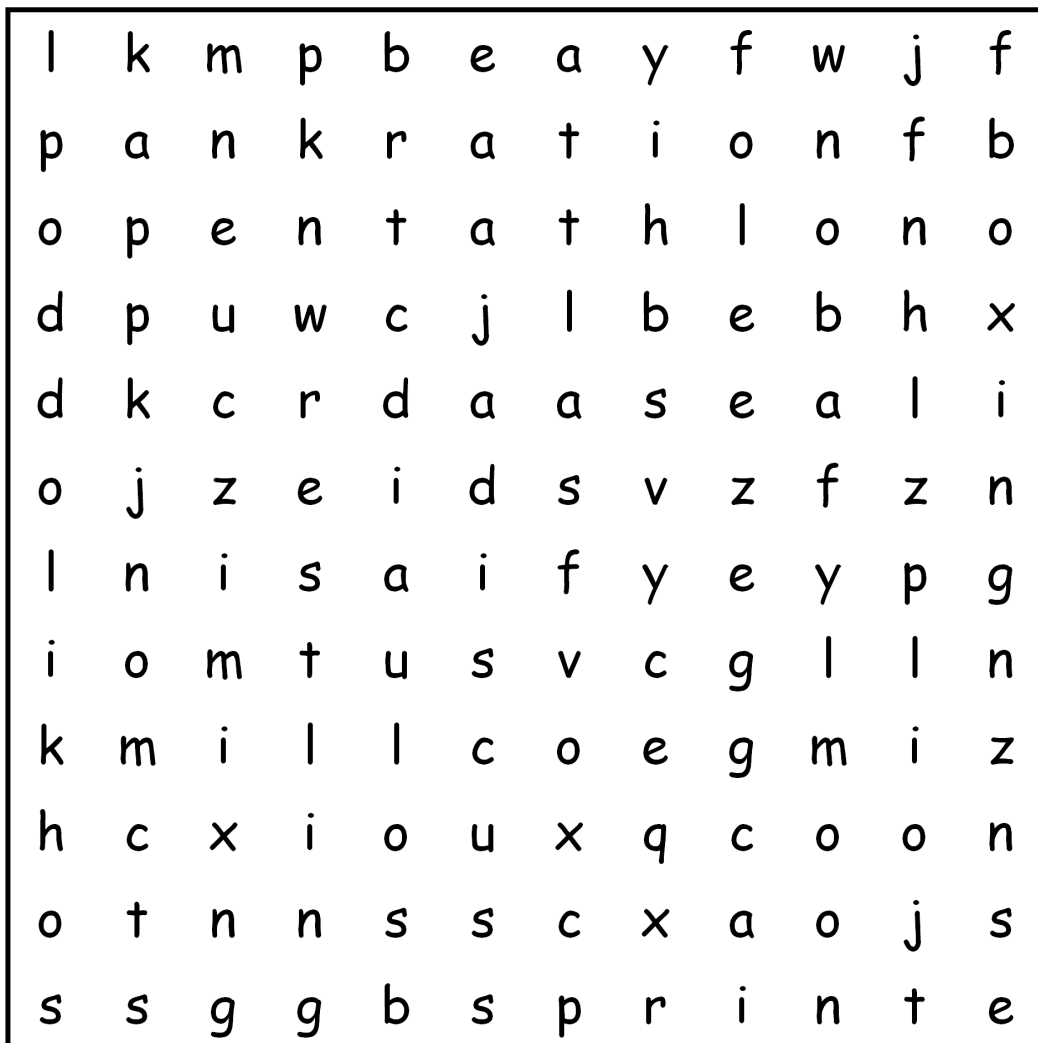 l k m p b e a y f w j f
p a n k r a t i o n f b
o p e n t a t h l o n o
d p u w c j l b e b h x
d k c r d a a s e a l i
o j z e i d s v z f z n
l n i s a i f y e y p g
i o m t u s v c g l l n
k m i l l c o e g m i z
h c x i o u x q c o o n
o t n n s s c x a o j s
s s g g b s p r i n t e